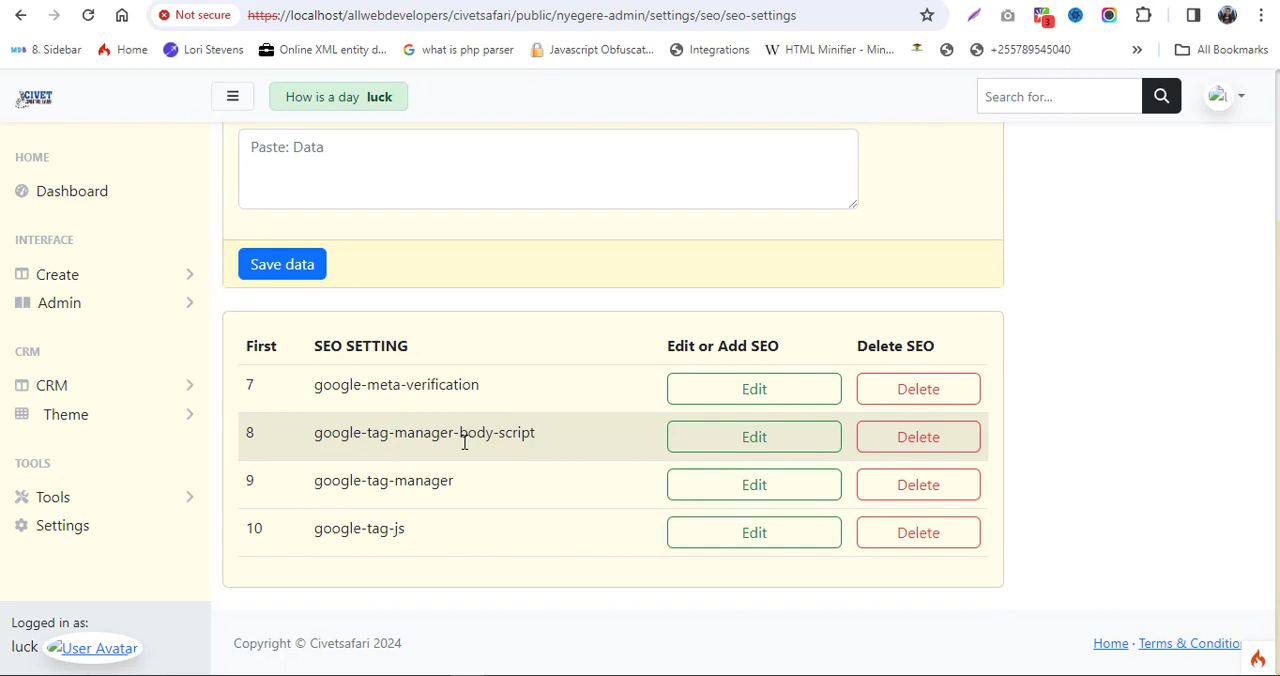 Not secure https://localhost/allwebdevelopers/civetsafari/public/nyegere-admin/settings/seo/seo-settings 3
MDB 8. Sidebar Home Lori Stevens Online XML entity d... what is php parser Javascript Obfuscat... Integrations W HTML Minifier - Min... +255789545040 » All Bookmarks
CIVET
How is a day luck
Search for...
HOME
Dashboard
INTERFACE
Create
Admin
CRM
CRM
Theme
TOOLS
Tools
Settings
Logged in as:
luck User Avatar
Paste: Data
Save data
First SEO SETTING Edit or Add SEO Delete SEO
7 google-meta-verification Edit Delete
8 google-tag-manager-body-script Edit Delete
9 google-tag-manager Edit Delete
10 google-tag-js Edit Delete
Copyright © Civetsafari 2024
Home · Terms & Conditio